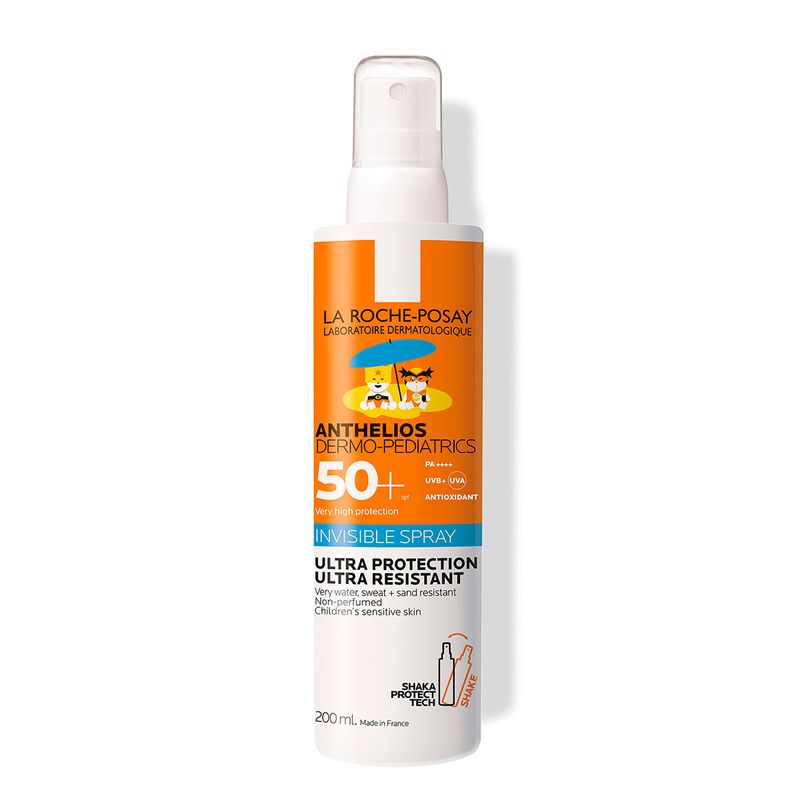 LA ROCHE-POSAY
LABORATOIRE DERMATOLOGIQUE
ANTHELIOS
DERMO-PEDIATRICS
50+
spf
PA ++++
UVB+ UVA
ANTIOXIDANT
Very high protection
INVISIBLE SPRAY
ULTRA PROTECTION
ULTRA RESISTANT
Very water, sweat + sand resistant
Non-perfumed
Children's sensitive skin
SHAKA
PROTECT
TECH
SHAKE
200 ml. Made in France